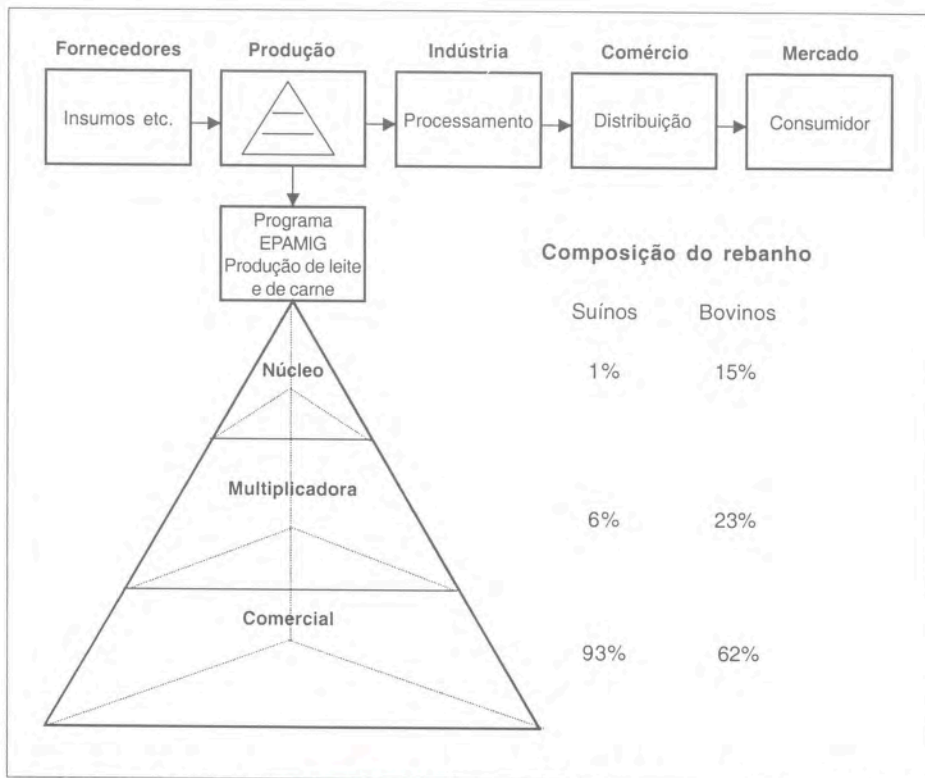 Fornecedores Produção Indústria Comércio Mercado
Insumos etc. Processamento Distribuição Consumidor
Programa
EPAMIG
Produção de leite
e de carne
Composição do rebanho
Suínos Bovinos
Núcleo 1% 15%
Multiplicadora 6% 23%
Comercial 93% 62%